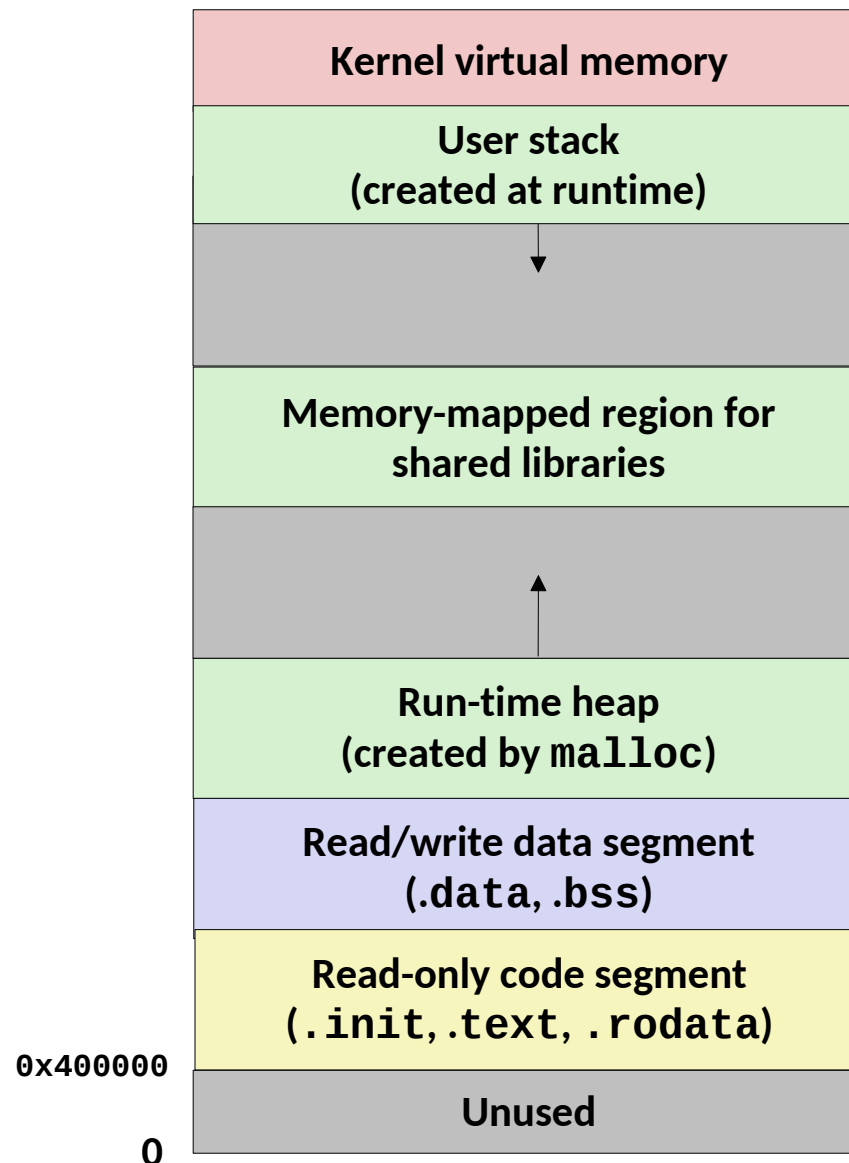 Kernel virtual memory
User stack
(created at runtime)
Memory-mapped region for
shared libraries
Run-time heap
(created by malloc)
Read/write data segment
(.data, .bss)
Read-only code segment
(.init, .text, .rodata)
0x400000
Unused
0